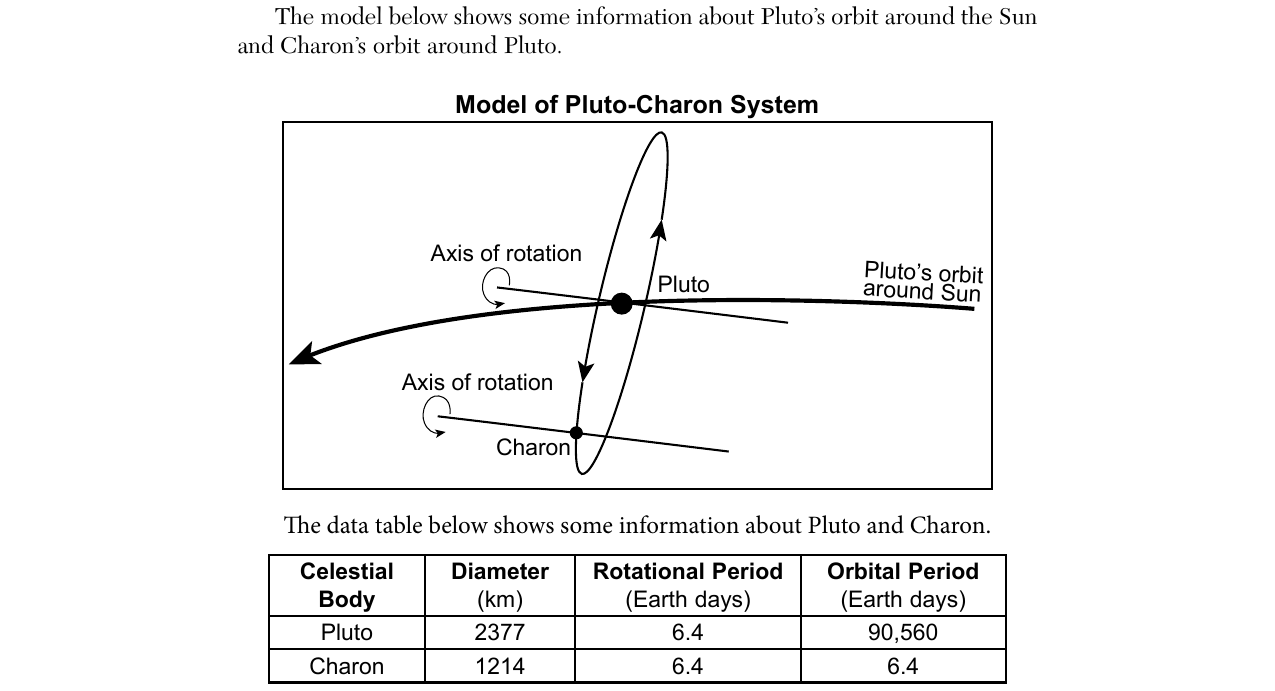 The model below shows some information about Pluto’s orbit around the Sun
and Charon’s orbit around Pluto.
Model of Pluto-Charon System
Axis of rotation
Pluto
Pluto’s orbit
around Sun
Axis of rotation
Charon
The data table below shows some information about Pluto and Charon.
Celestial Body Diameter (km) Rotational Period (Earth days) Orbital Period (Earth days)
Pluto 2377 6.4 90,560
Charon 1214 6.4 6.4